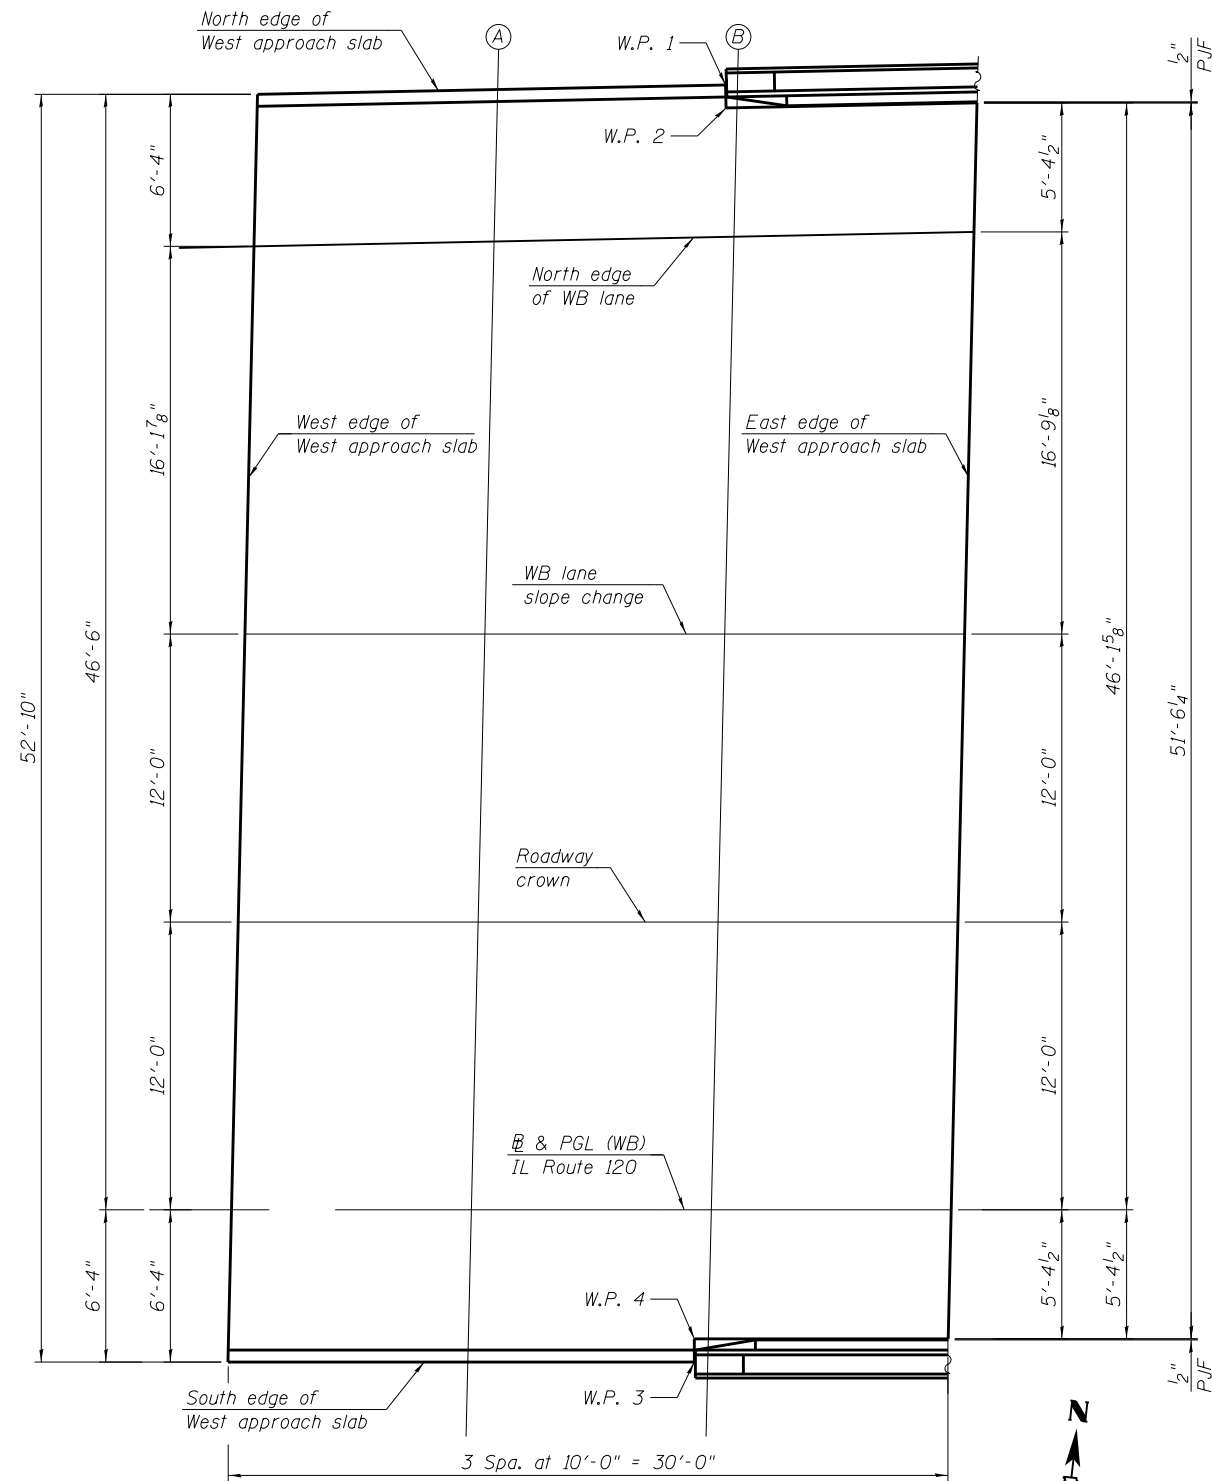 North edge of
West approach slab
A
W.P. 1
B
1/2"
PJF
W.P. 2
6'-4"
5'-4 1/2"
North edge
of WB lane
16'-1 7/8"
West edge of
West approach slab
East edge of
West approach slab
16'-9 1/8"
WB lane
slope change
52'-10"
46'-6"
46'-1 5/8"
51'-6 1/4"
12'-0"
12'-0"
Roadway
crown
12'-0"
12'-0"
℄ & PGL (WB)
IL Route 120
6'-4"
6'-4"
5'-4 1/2"
5'-4 1/2"
W.P. 4
W.P. 3
1/2"
PJF
South edge of
West approach slab
N
3 Spa. at 10'-0" = 30'-0"